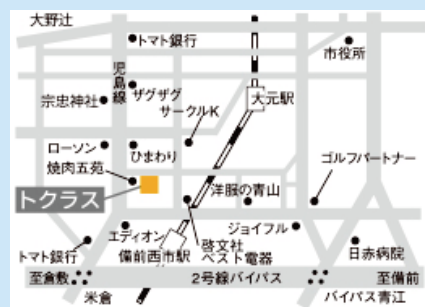 大野辻
トマト銀行
市役所
児島線
ザグザグ
宗忠神社
サークルK
大元駅
ローソン
ひまわり
ゴルフパートナー
焼肉五苑
トクラス
洋服の青山
エディオン
ジョイフル
トマト銀行
備前西市駅
啓文社
ベスト電器
日赤病院
至倉敷
2号線バイパス
至備前
米倉
バイパス青江